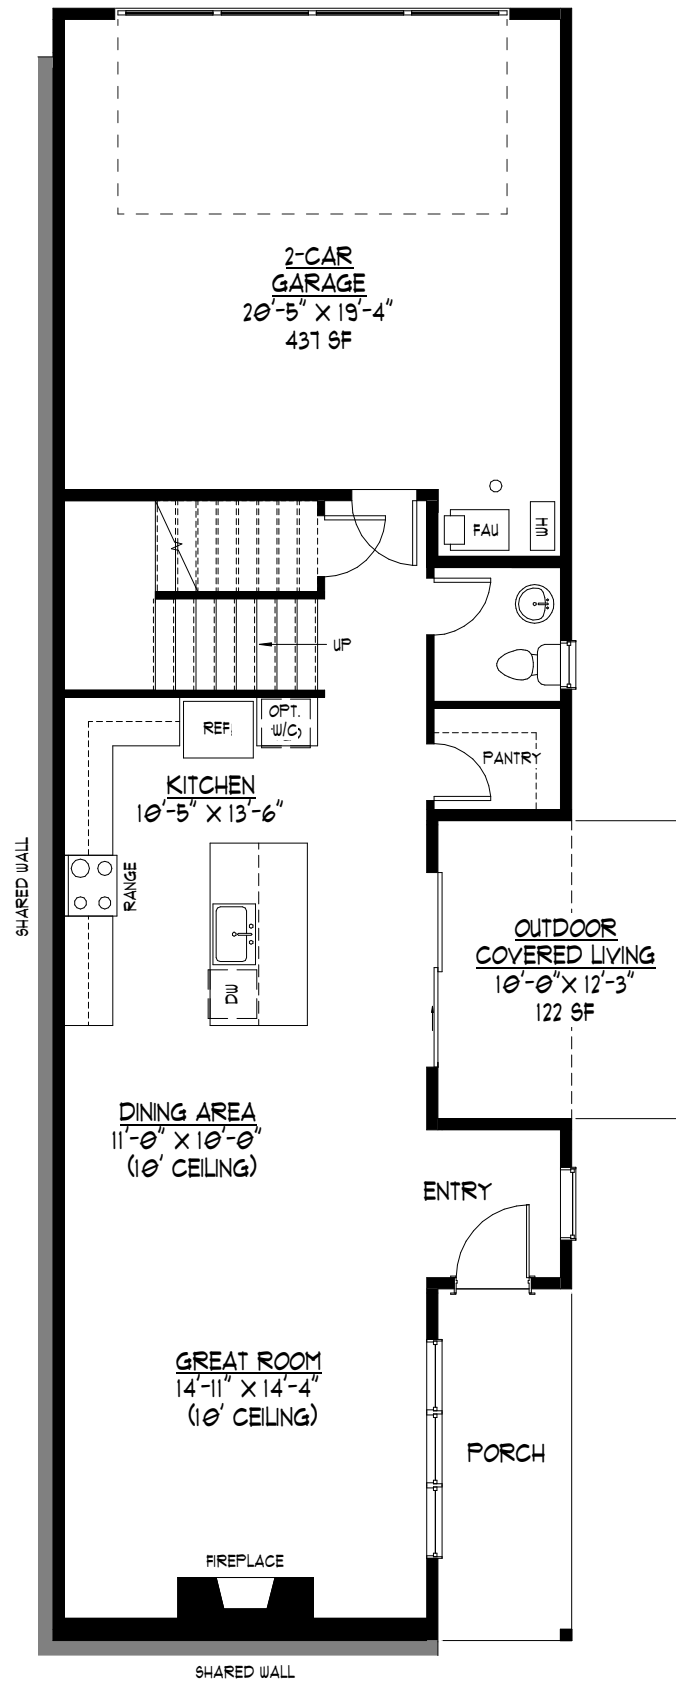 2-CAR
GARAGE
20'-5" X 19'-4"
437 SF
FAU
WH
UP
REF.
OPT.
W/C
PANTRY
KITCHEN
10'-5" X 13'-6"
RANGE
SHARED WALL
DW
OUTDOOR
COVERED LIVING
10'-0" X 12'-3"
122 SF
DINING AREA
11'-0" X 10'-0"
(10' CEILING)
ENTRY
GREAT ROOM
14'-11" X 14'-4"
(10' CEILING)
PORCH
FIREPLACE
SHARED WALL